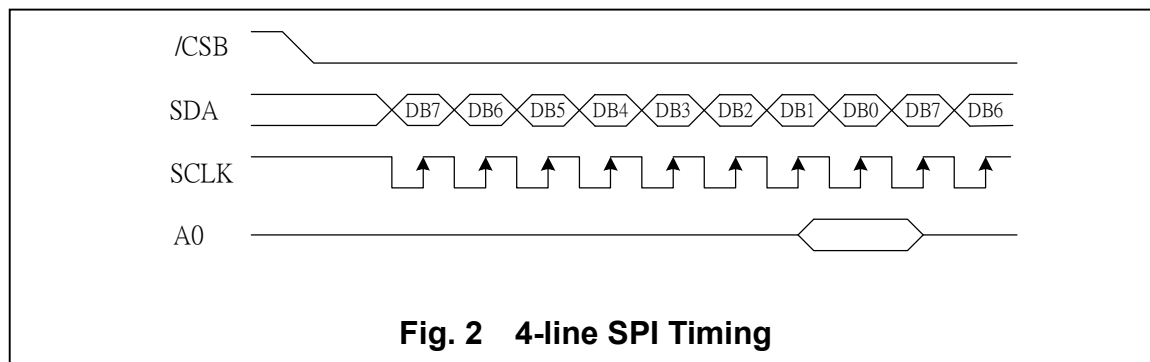 /CSB
SDA DB7 DB6 DB5 DB4 DB3 DB2 DB1 DB0 DB7 DB6
SCLK
A0
Fig. 2 4-line SPI Timing